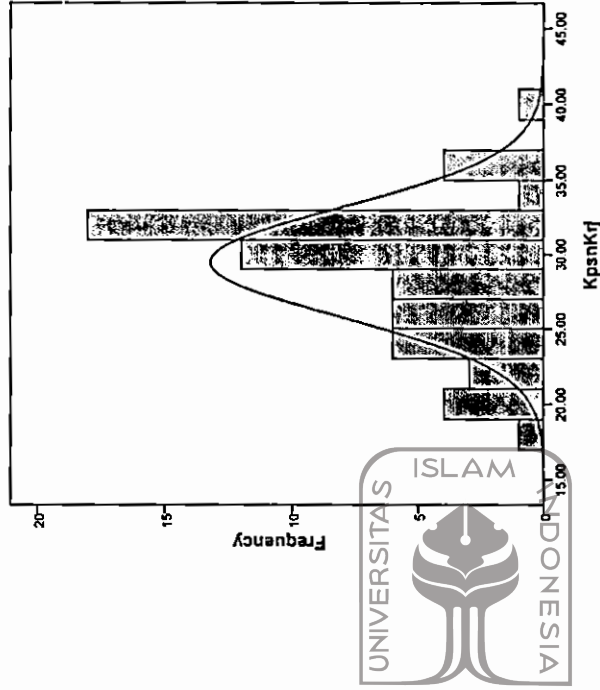 Frequency
20
15
10
5
0
15.00
20.00
25.00
30.00
35.00
40.00
45.00
KpsnKrj
UNIVERSITAS
ISLAM
INDONESIA